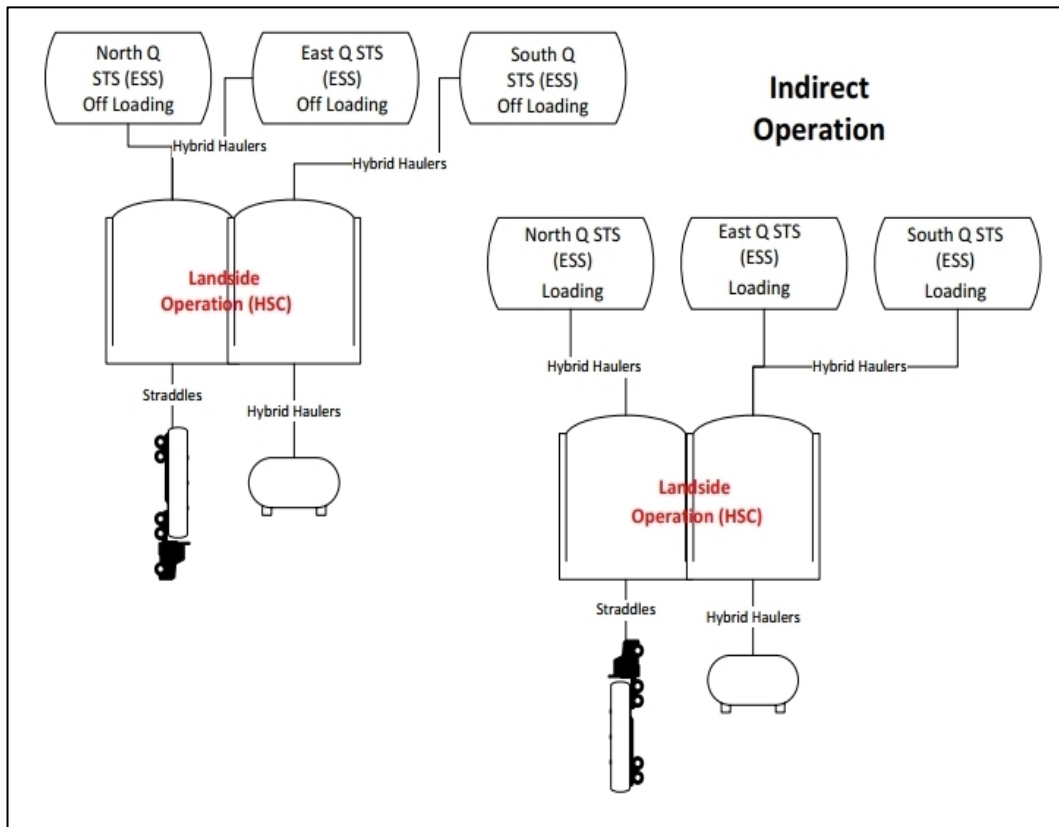 North Q
STS (ESS)
Off Loading
East Q STS
(ESS)
Off Loading
South Q
STS (ESS)
Off Loading
Indirect
Operation
Hybrid Haulers
Hybrid Haulers
Landside
Operation (HSC)
Straddles
Hybrid Haulers
North Q STS
(ESS)
Loading
East Q STS
(ESS)
Loading
South Q STS
(ESS)
Loading
Hybrid Haulers
Hybrid Haulers
Landside
Operation (HSC)
Straddles
Hybrid Haulers